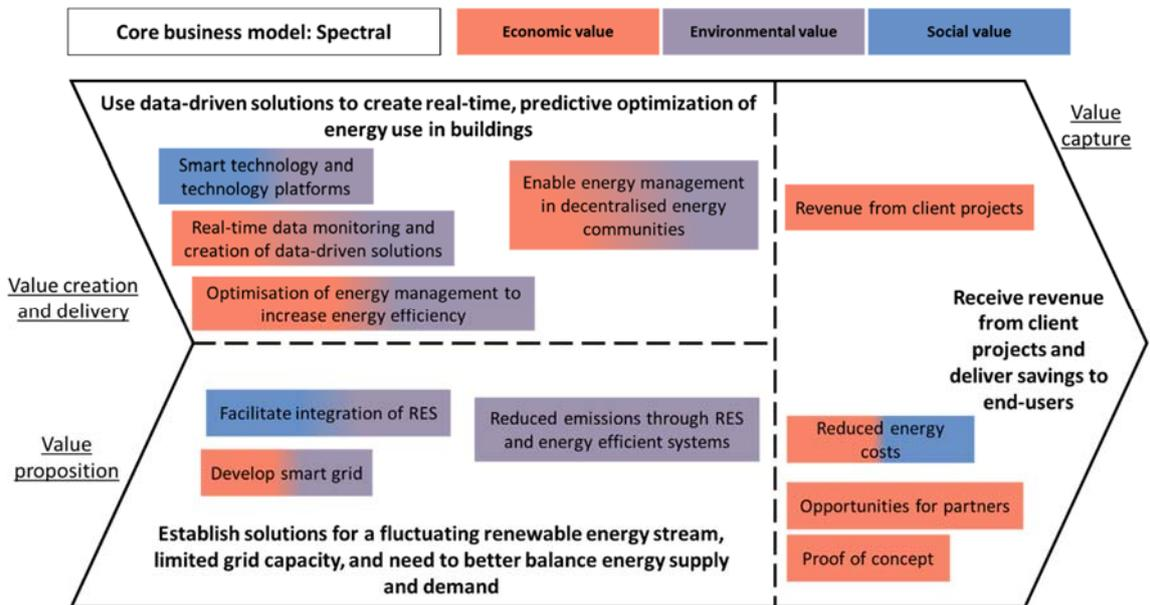 Core business model: Spectral
Economic value
Environmental value
Social value
Value
capture
Use data-driven solutions to create real-time, predictive optimization of
energy use in buildings
Smart technology and
technology platforms
Enable energy management
in decentralised energy
communities
Real-time data monitoring and
creation of data-driven solutions
Optimisation of energy management to
increase energy efficiency
Value creation
and delivery
Revenue from client projects
Receive revenue
from client
projects and
deliver savings to
end-users
Value
proposition
Facilitate integration of RES
Reduced emissions through RES
and energy efficient systems
Develop smart grid
Establish solutions for a fluctuating renewable energy stream,
limited grid capacity, and need to better balance energy supply
and demand
Reduced energy
costs
Opportunities for partners
Proof of concept